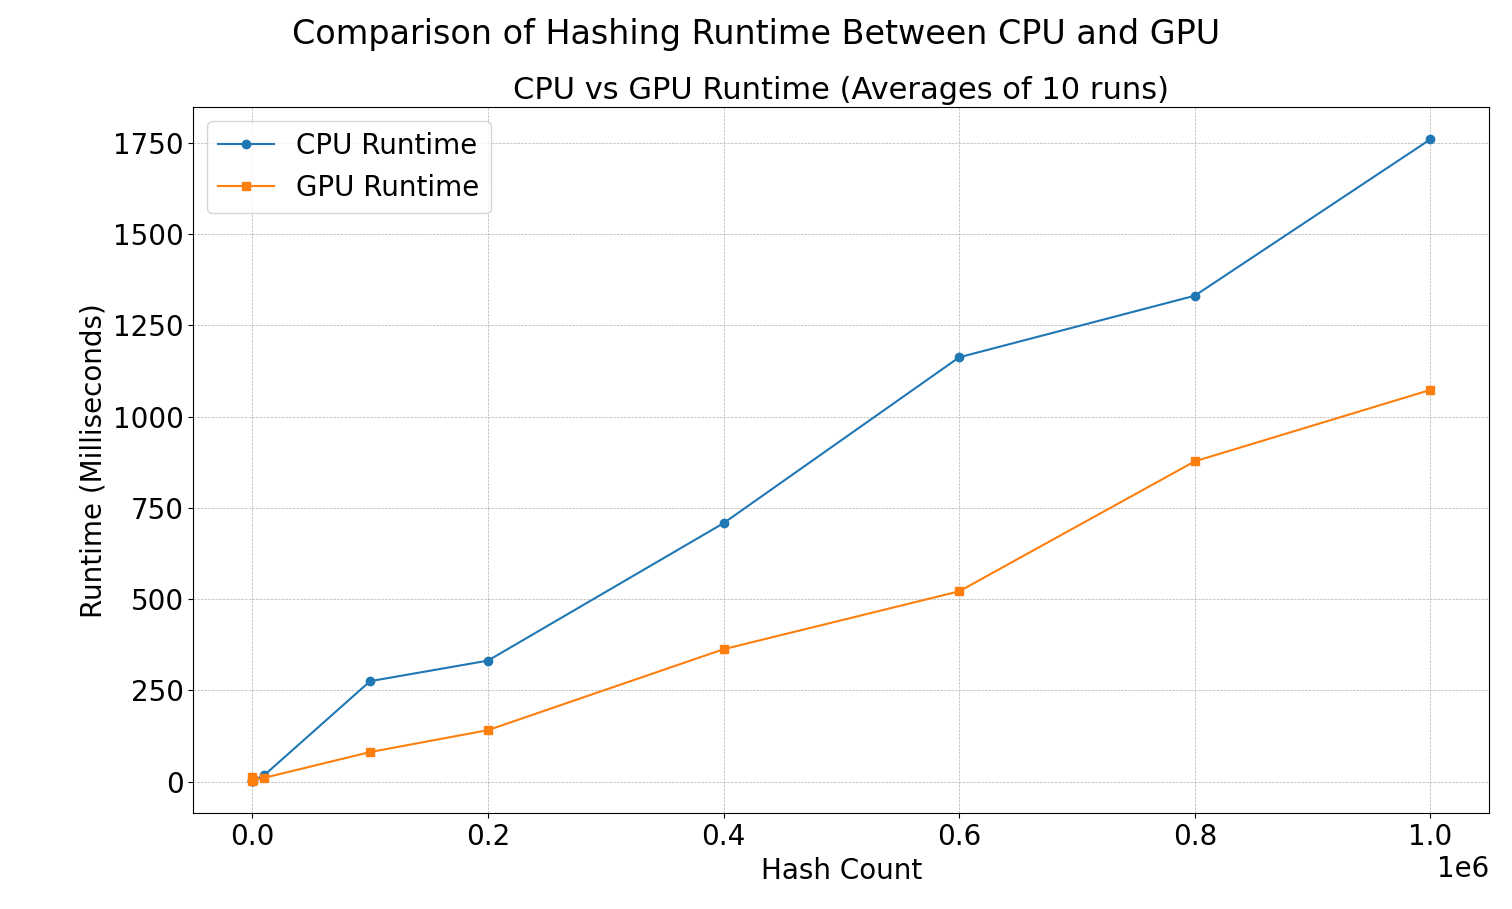 Comparison of Hashing Runtime Between CPU and GPU
CPU vs GPU Runtime (Averages of 10 runs)
CPU Runtime
GPU Runtime
Runtime (Milliseconds)
1750
1500
1250
1000
750
500
250
0
0.0 0.2 0.4 0.6 0.8 1.0
1e6
Hash Count